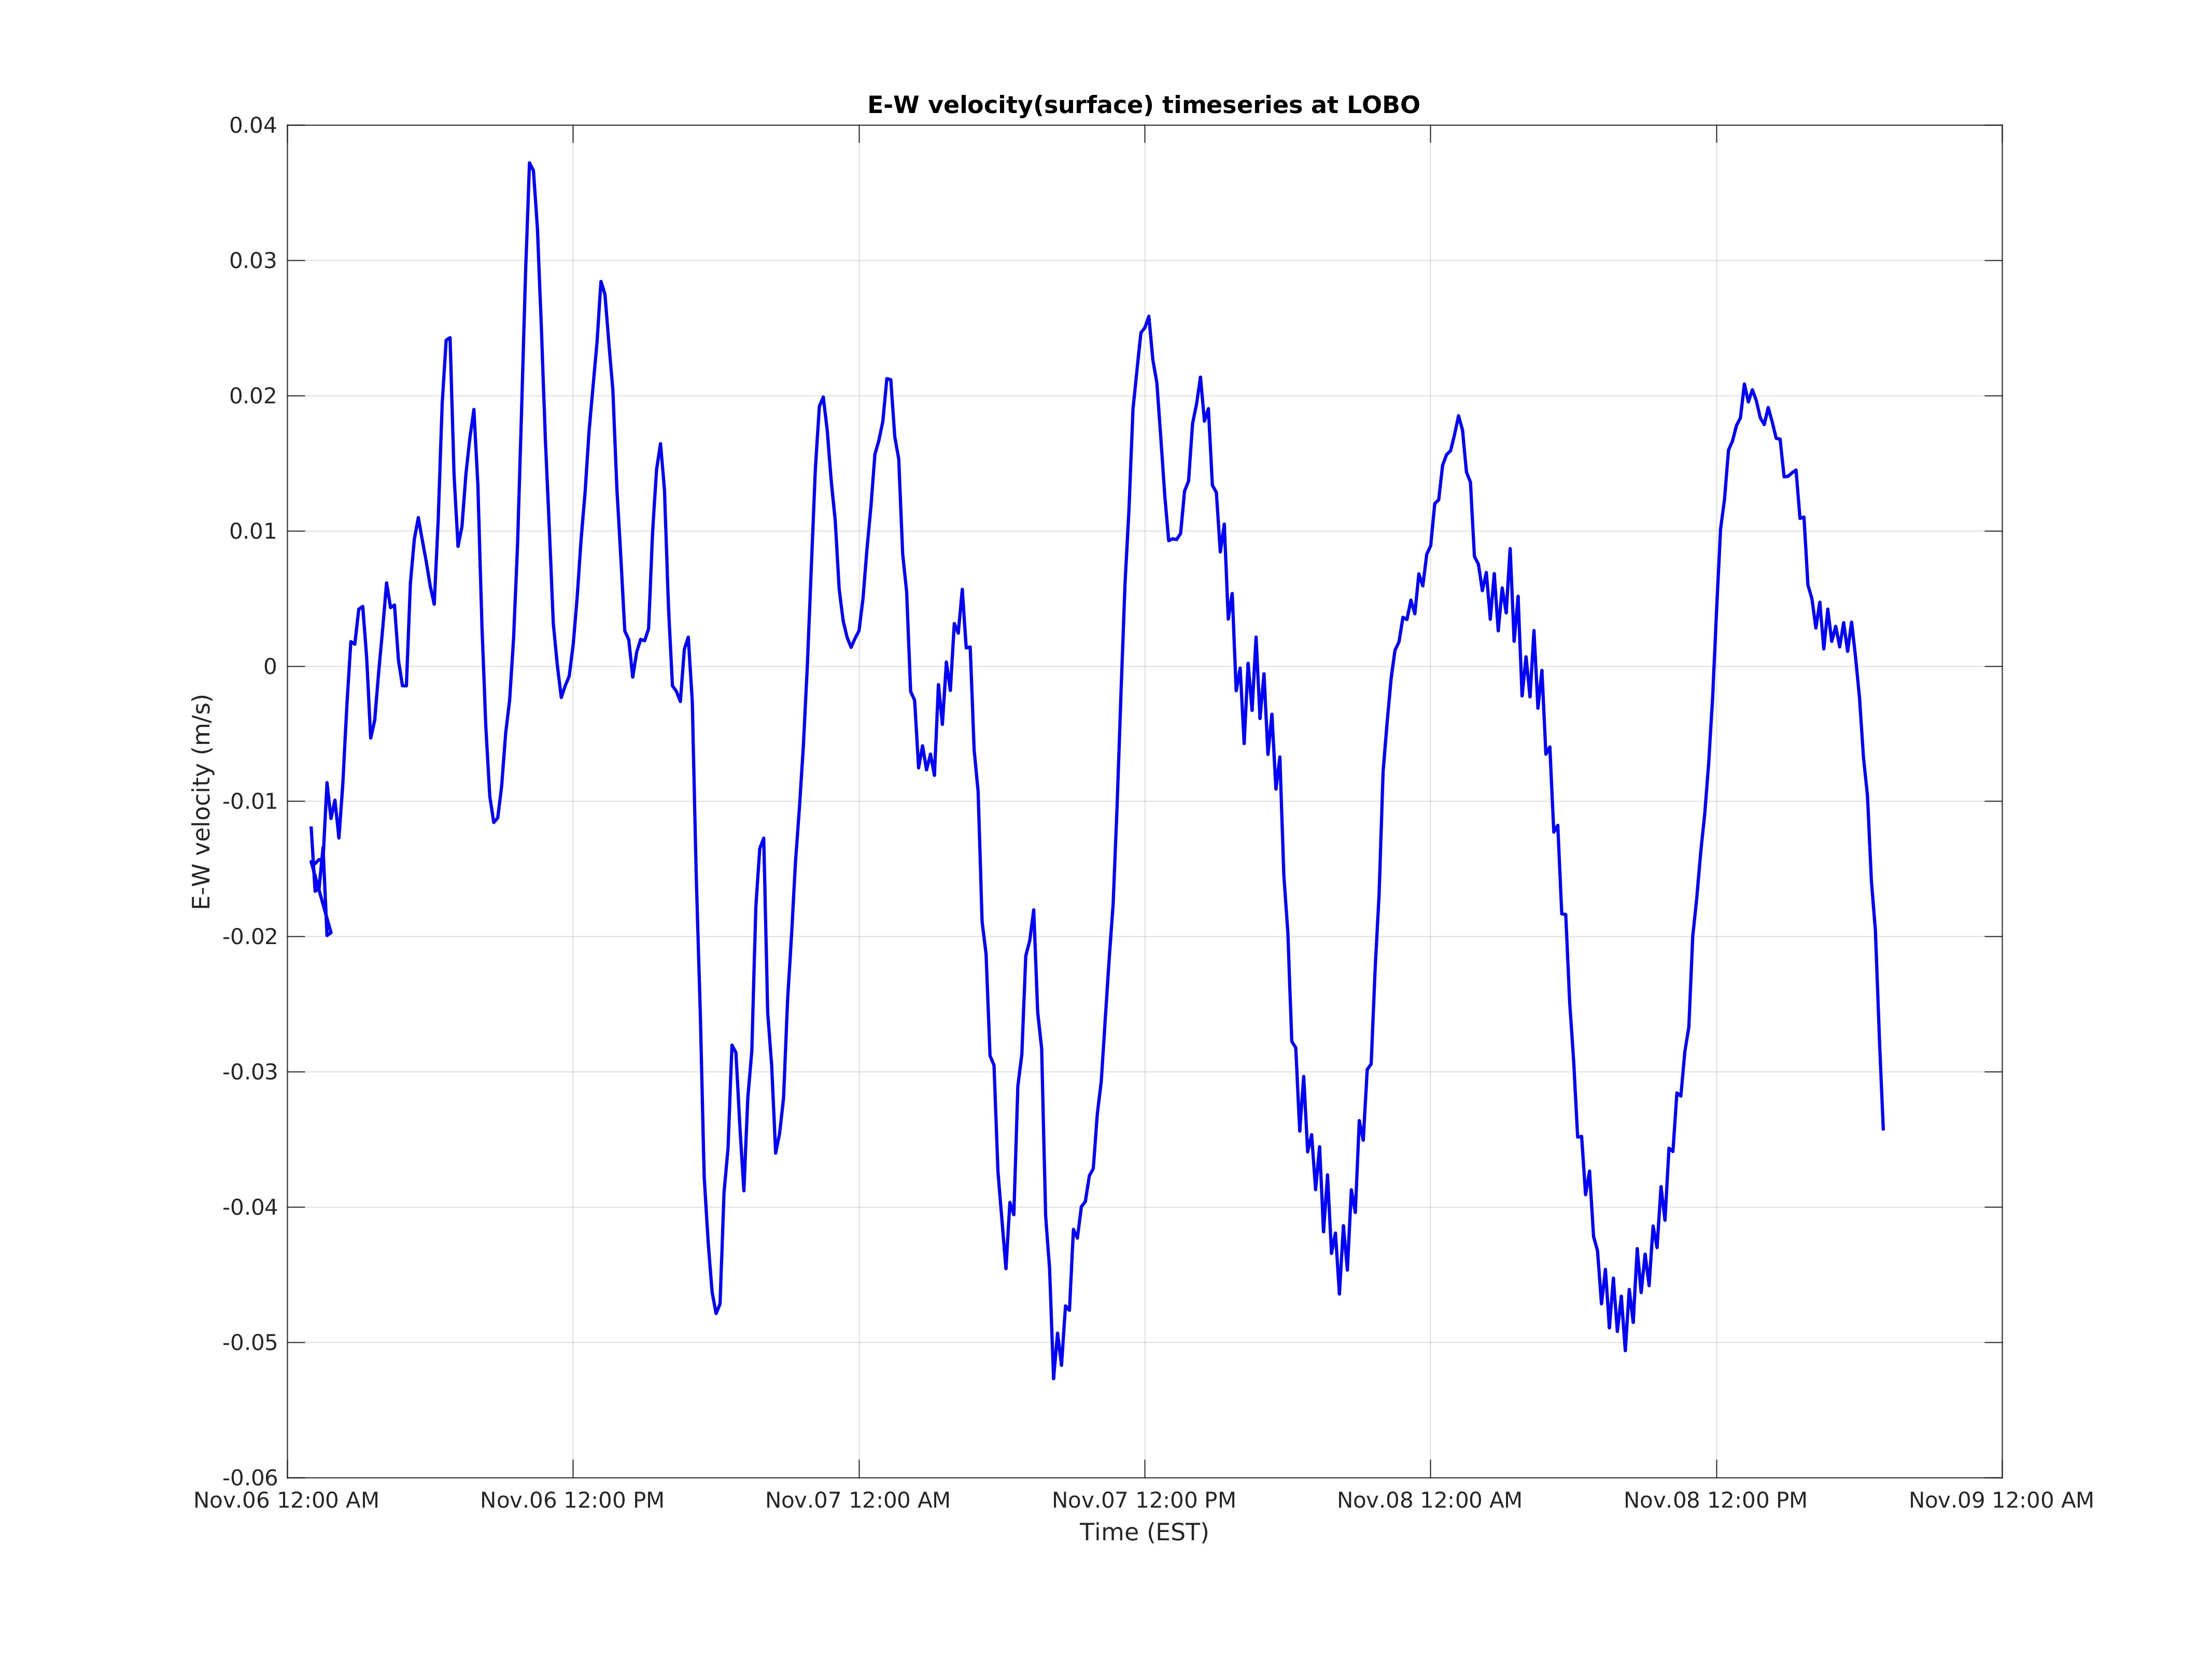 E-W velocity(surface) timeseries at LOBO
0.04
0.03
0.02
0.01
0
-0.01
-0.02
-0.03
-0.04
-0.05
-0.06
E-W velocity (m/s)
Nov.06 12:00 AM
Nov.06 12:00 PM
Nov.07 12:00 AM
Nov.07 12:00 PM
Nov.08 12:00 AM
Nov.08 12:00 PM
Nov.09 12:00 AM
Time (EST)